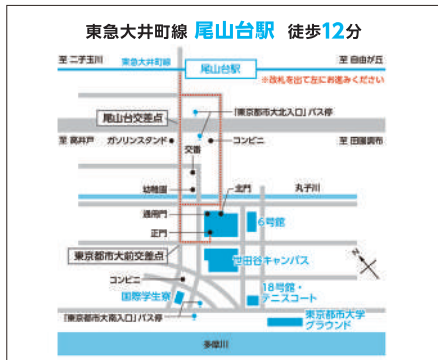 東急大井町線 尾山台駅 徒歩12分
至 二子玉川
東急大井町線
尾山台駅
至 自由が丘
※改札を出て左にお進みください
尾山台交差点
「東京都市大北入口」バス停
至 高井戸
ガソリンスタンド
コンビニ
至 田園調布
交番
幼稚園
北門
丸子川
通用門
6号館
正門
東京都市大前交差点
世田谷キャンパス
N
コンビニ
国際学生寮
18号館・
テニスコート
「東京都市大南入口」バス停
東京都市大学
グラウンド
多摩川